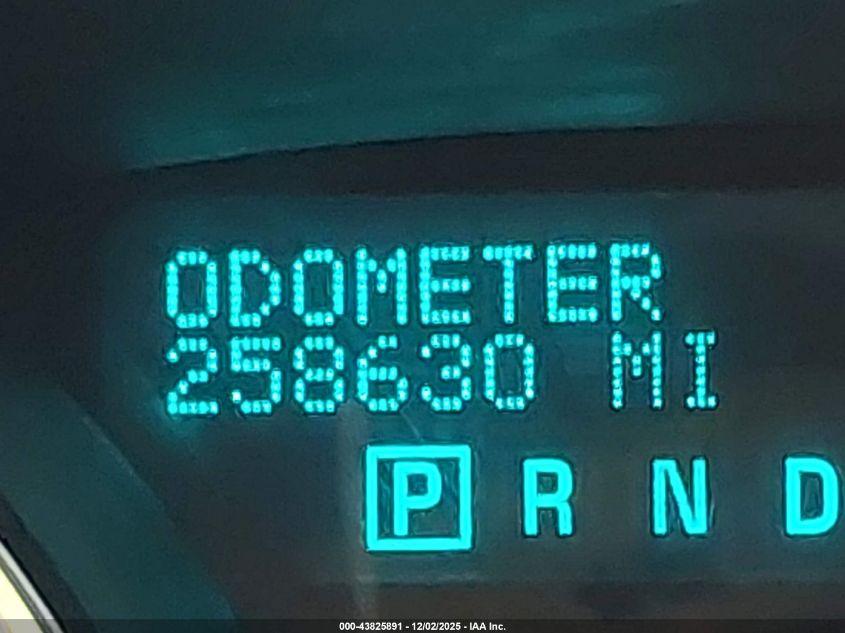 ODOMETER
258630 MI
P R N D
000-43825891 - 12/02/2025 - IAA Inc.